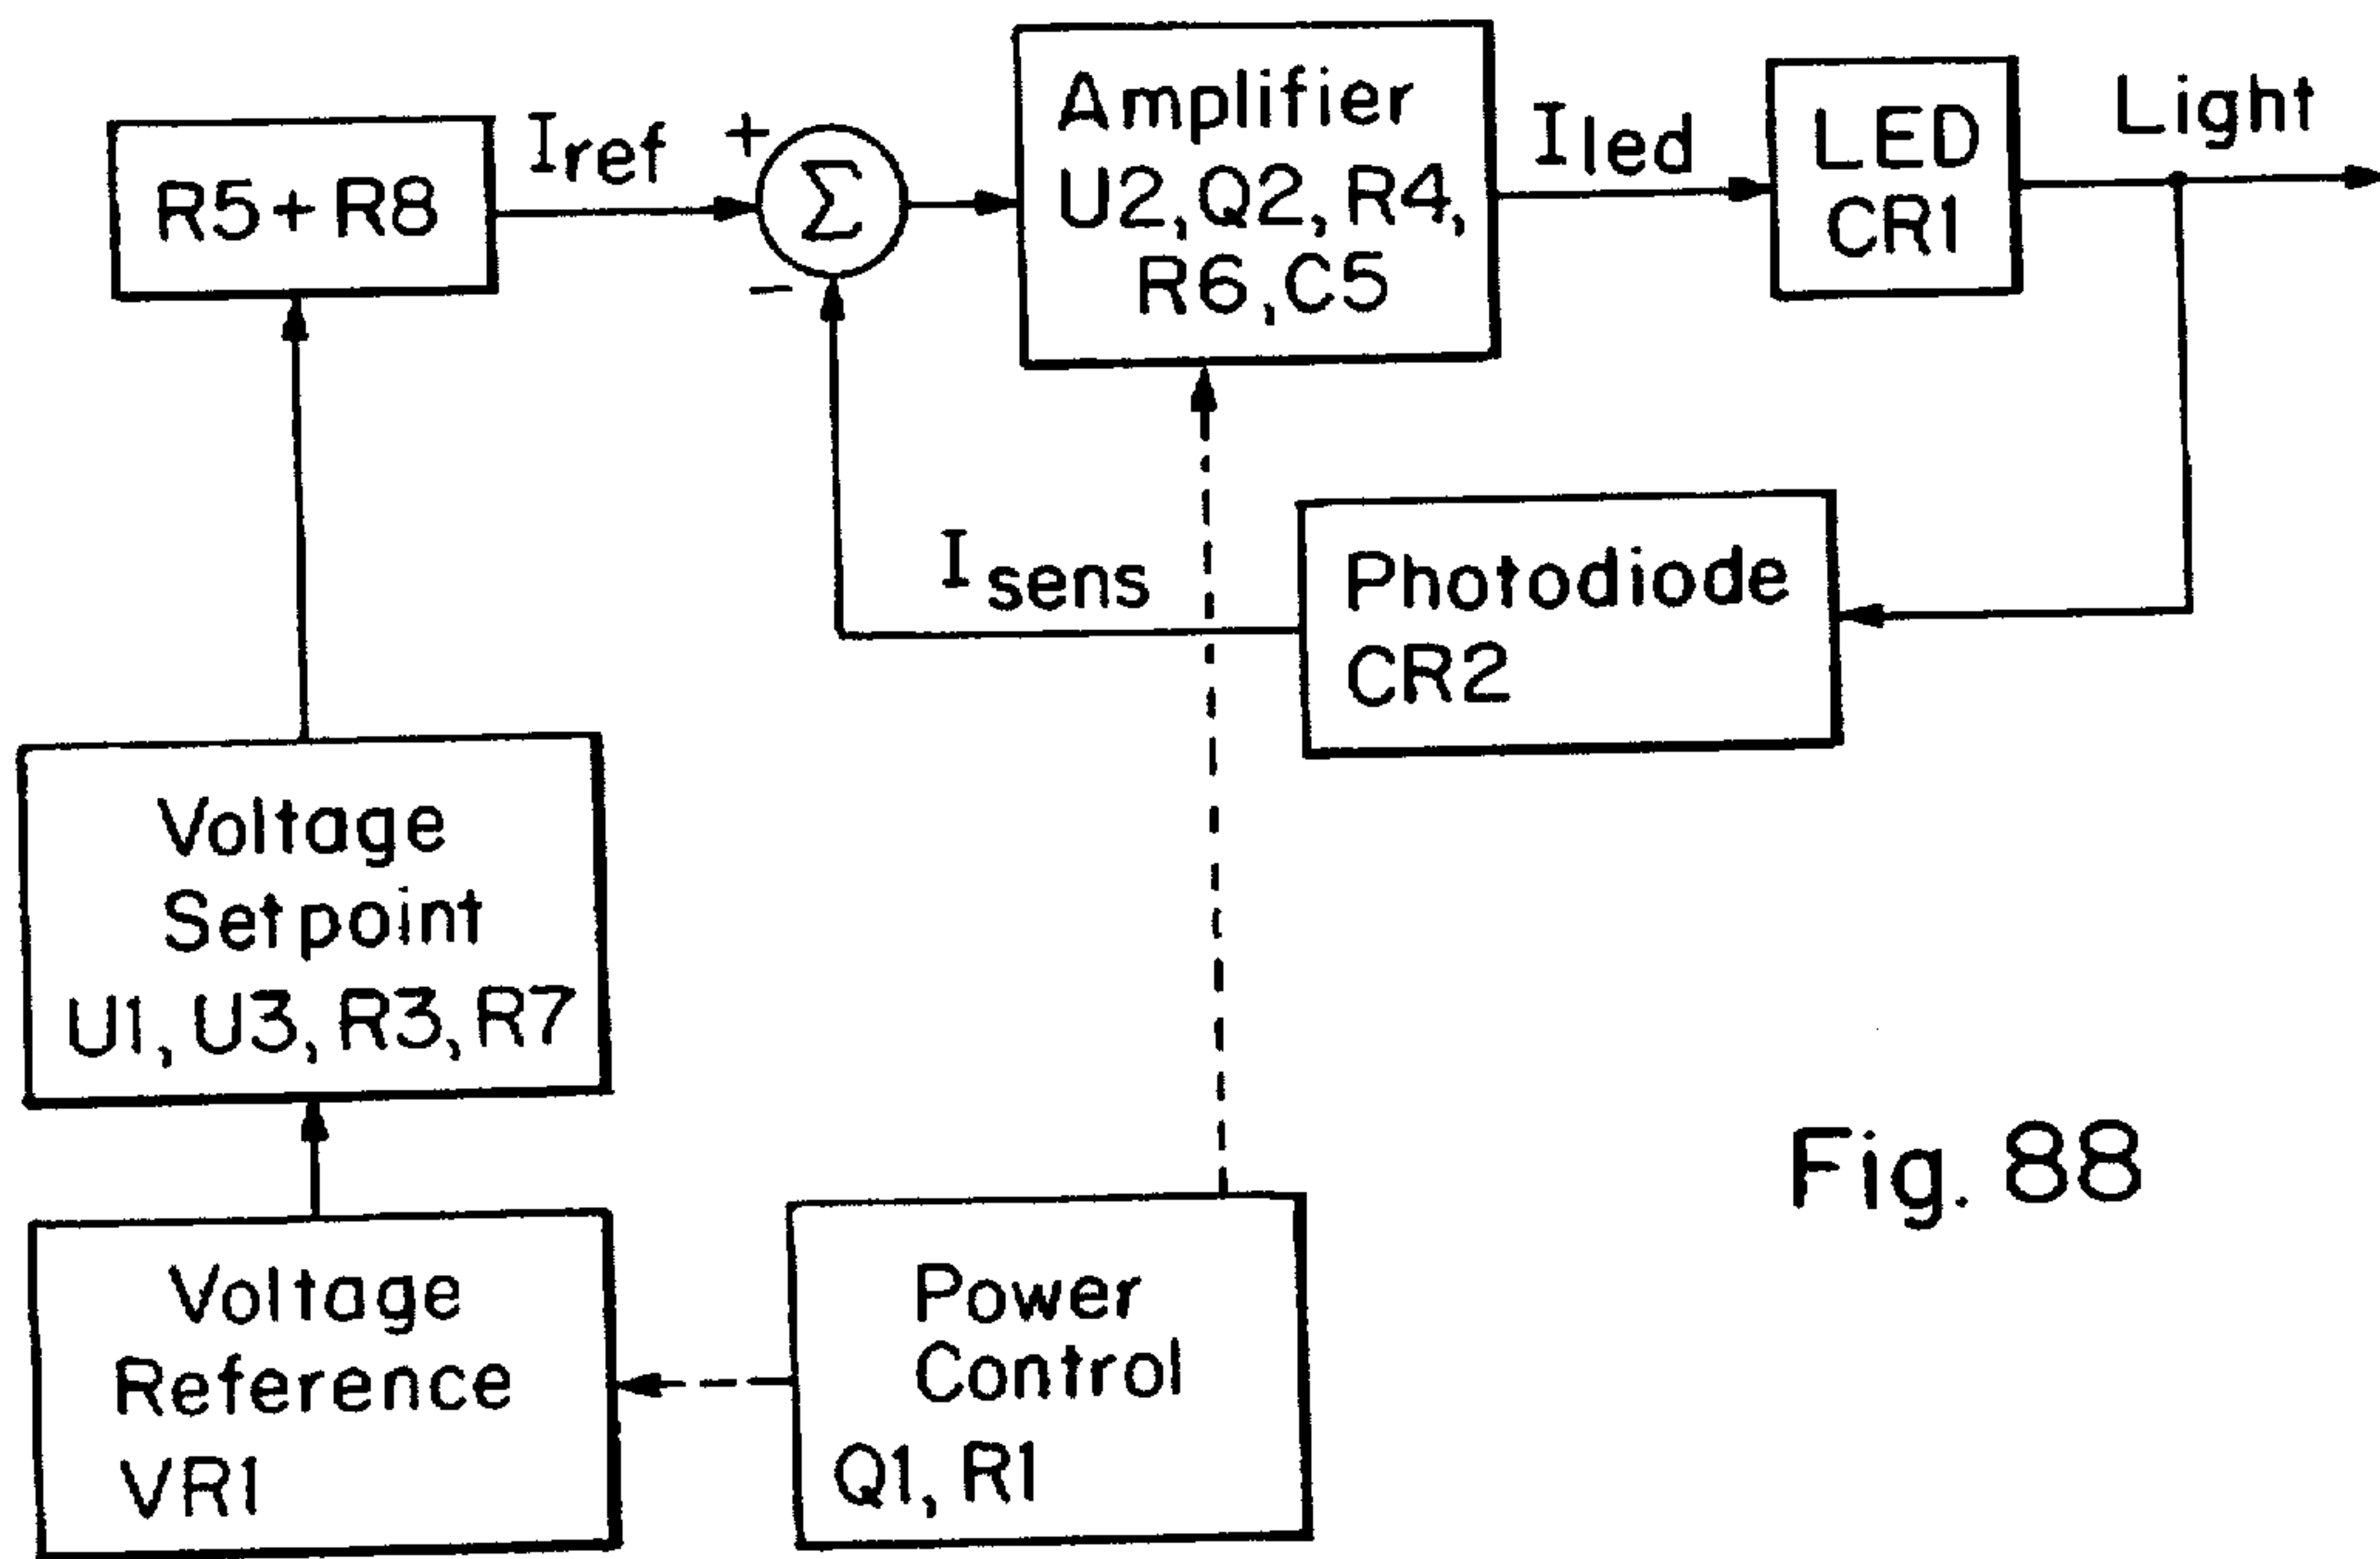 R5+R8
Iref
+
Σ
-
Amplifier
U2,Q2,R4,
R6,C5
Iled
LED
CR1
Light
Isens
Photodiode
CR2
Voltage
Setpoint
U1, U3, R3, R7
Voltage
Reference
VR1
Power
Control
Q1, R1
Fig. 88